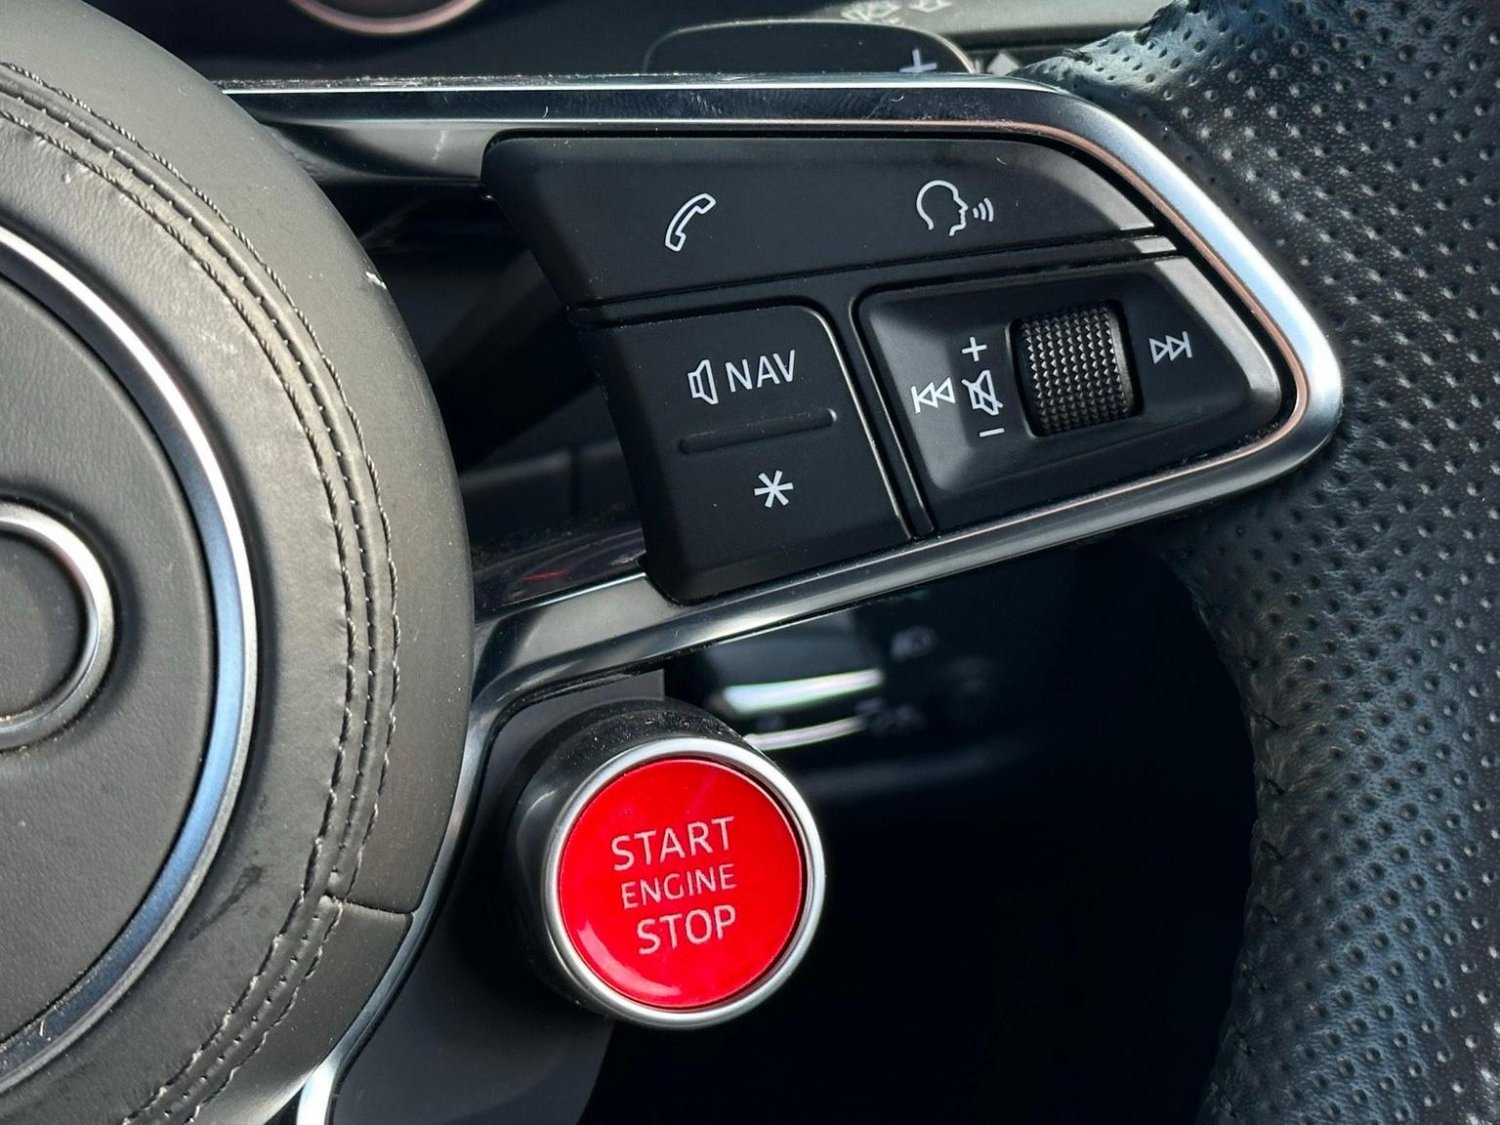 +
NAV
+
−
*
START
ENGINE
STOP